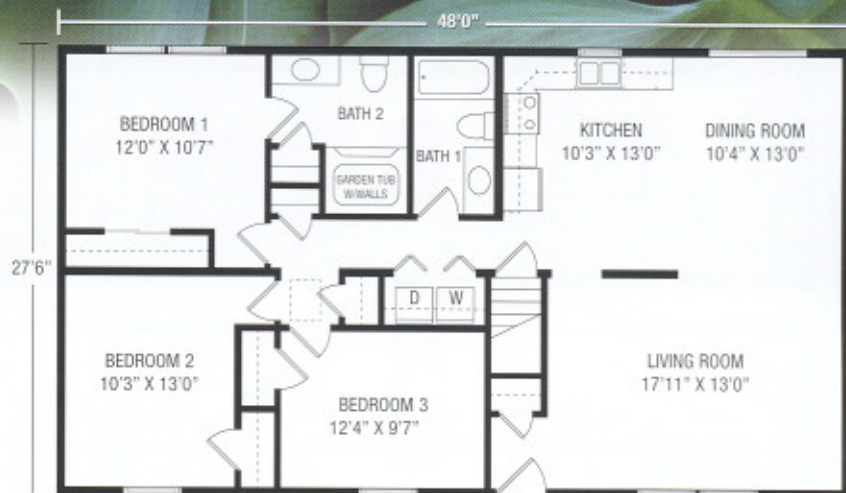 48'0"
27'6"
BEDROOM 1
12'0" X 10'7"
BATH 2
GARDEN TUB
W/WALLS
BATH 1
KITCHEN
10'3" X 13'0"
DINING ROOM
10'4" X 13'0"
D
W
BEDROOM 2
10'3" X 13'0"
BEDROOM 3
12'4" X 9'7"
LIVING ROOM
17'11" X 13'0"